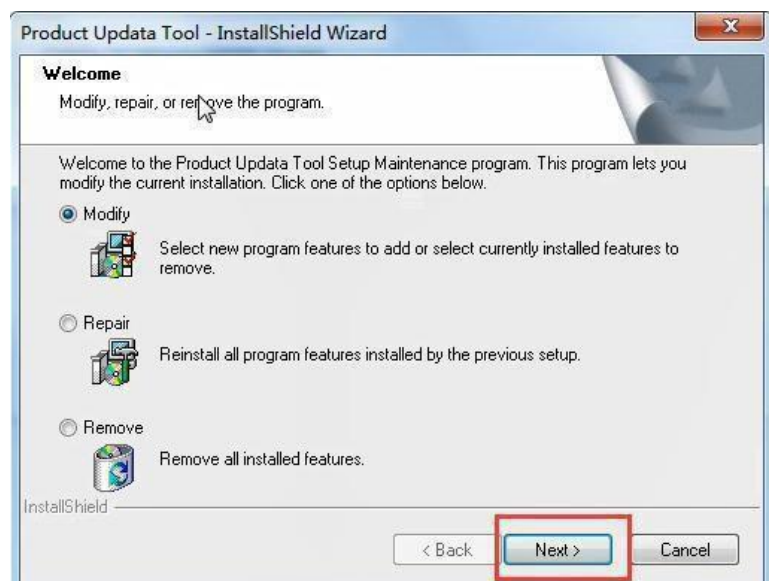 Product Updata Tool - InstallShield Wizard
Welcome
Modify, repair, or remove the program.
Welcome to the Product Updata Tool Setup Maintenance program. This program lets you
modify the current installation. Click one of the options below.
Modify
Select new program features to add or select currently installed features to
remove.
Repair
Reinstall all program features installed by the previous setup.
Remove
Remove all installed features.
InstallShield
< Back
Next >
Cancel